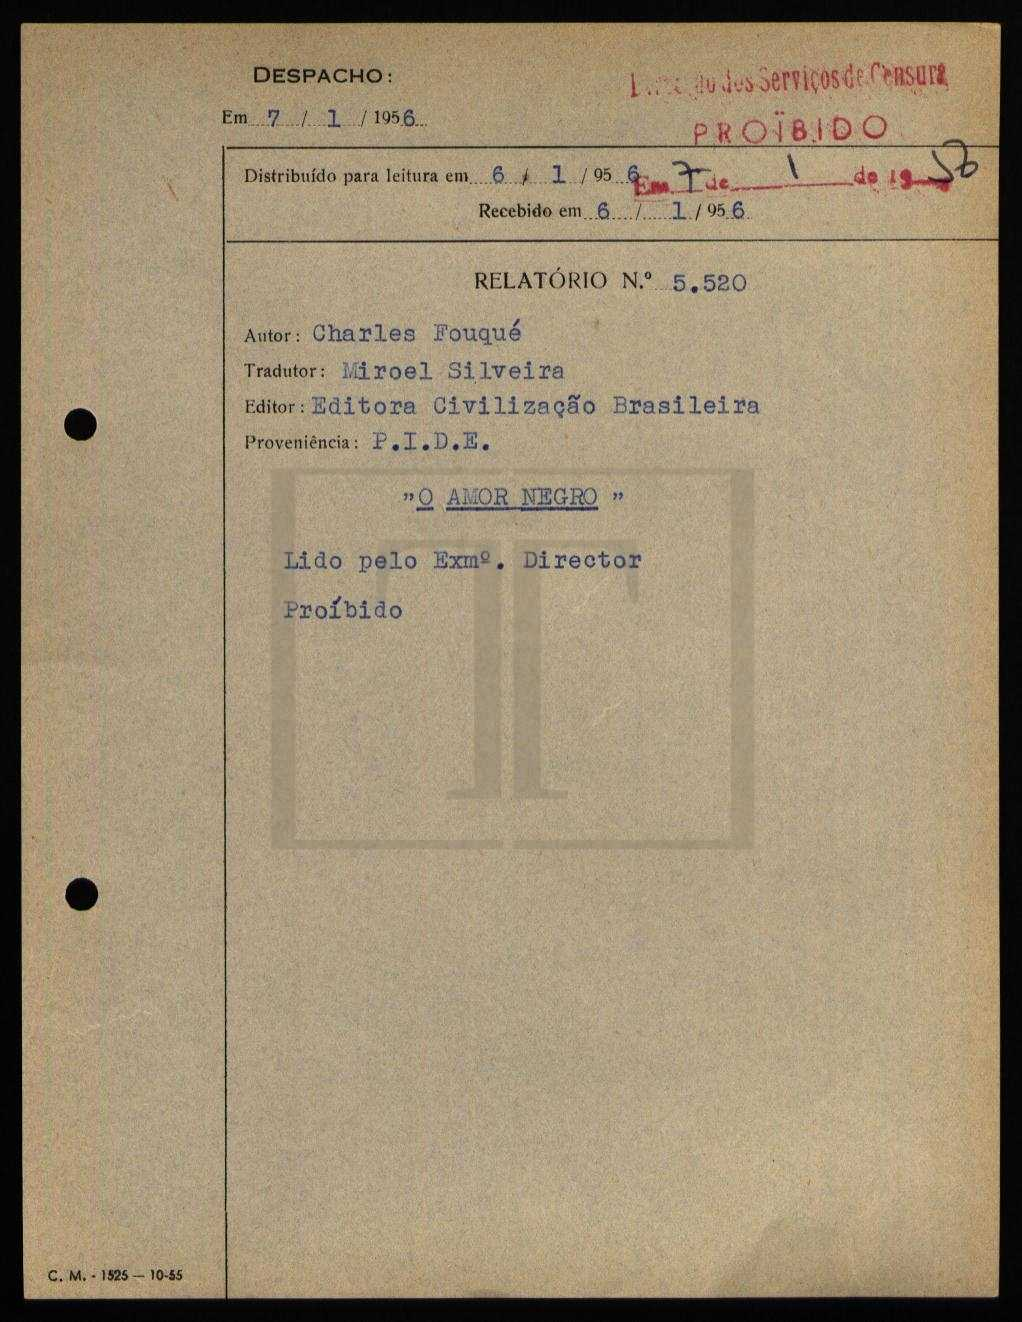 DESPACHO:
Em 7 / 1 / 1956
dos Serviços de Censura
PROÏBIDO
Em 7 de 1 de 1956
Distribuído para leitura em 6 / 1 / 956
Recebido em 6 / 1 / 956
RELATÓRIO N.º 5.520
Autor: Charles Fouqué
Tradutor: Miroel Silveira
Editor: Editora Civilização Brasileira
Proveniência: P.I.D.E.
"O AMOR NEGRO"
Lido pelo Exmº. Director
Proíbido
C. M. - 1525 — 10-55